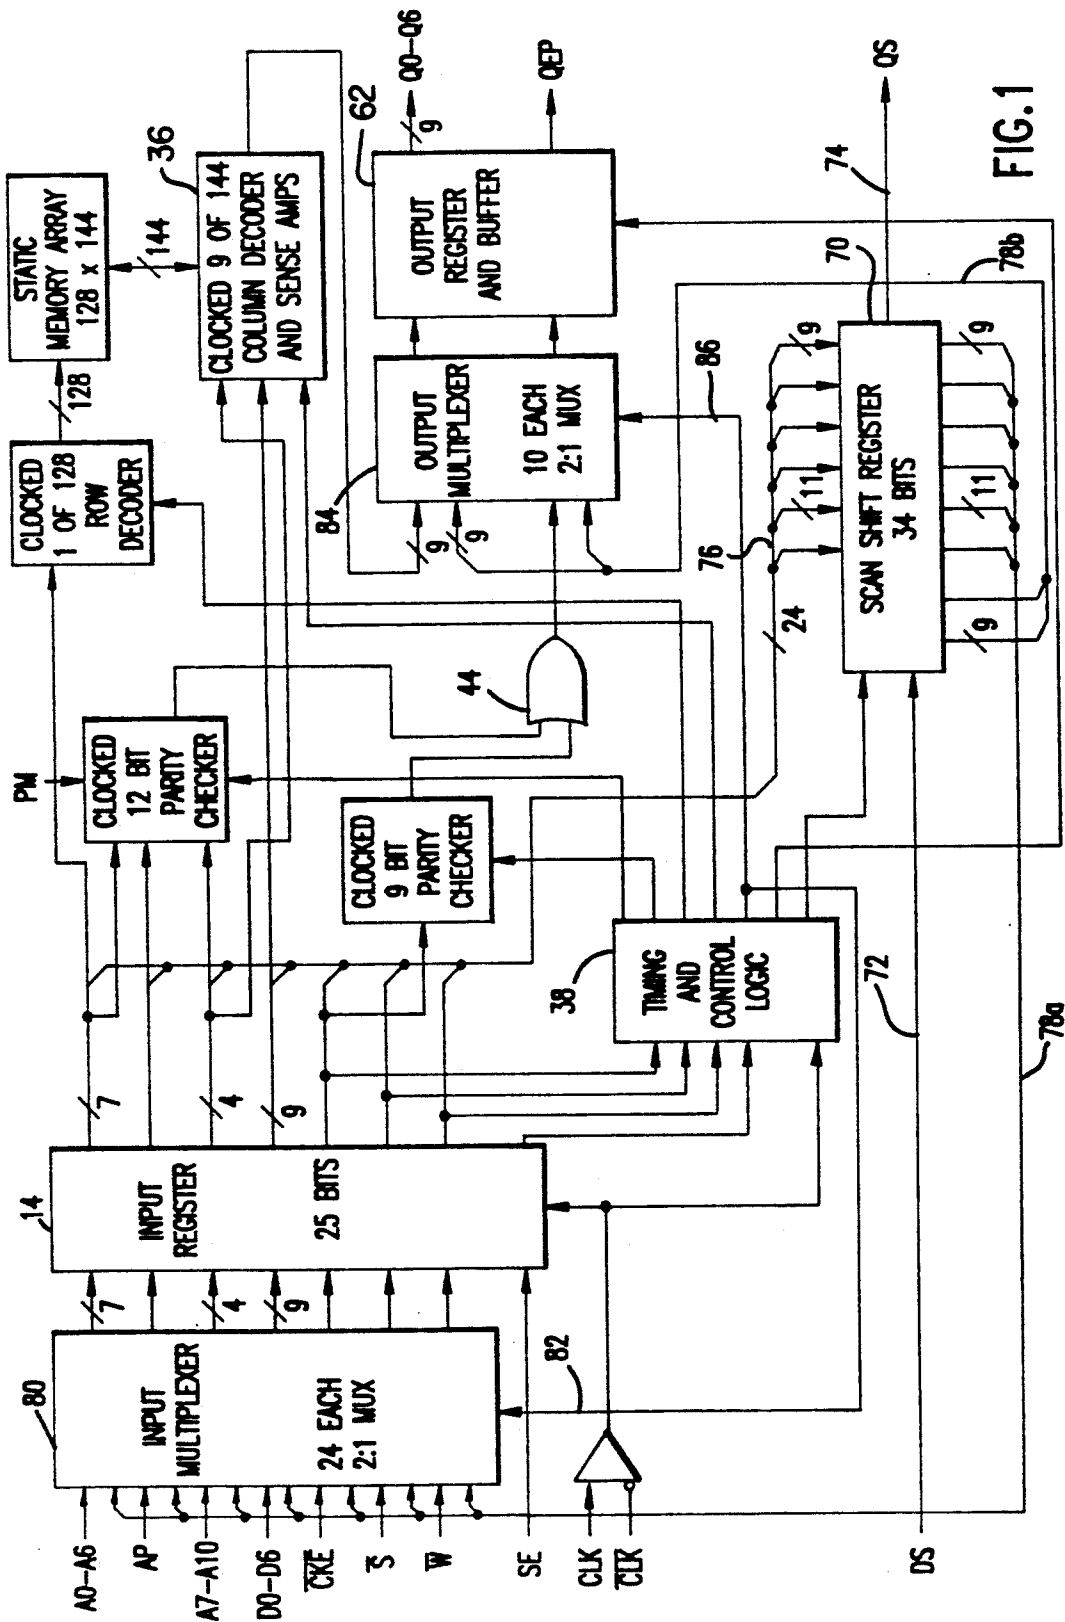 A0-A6
AP
A7-A10
D0-D6
CKE
S
W
SE
CLK
CLK
DS
80
INPUT
MULTIPLEXER
24 EACH
2:1 MUX
82
7
4
9
14
INPUT
REGISTER
25 BITS
7
4
9
PM
CLOCKED
12 BIT
PARITY
CHECKER
CLOCKED
9 BIT
PARITY
CHECKER
38
TIMING
AND
CONTROL
LOGIC
72
78a
44
CLOCKED
1 OF 128
ROW
DECODER
128
STATIC
MEMORY ARRAY
128 x 144
144
36
CLOCKED 9 OF 144
COLUMN DECODER
AND SENSE AMPS
84
OUTPUT
MULTIPLEXER
10 EACH
2:1 MUX
9
9
86
62
OUTPUT
REGISTER
AND BUFFER
9
Q0-Q6
QEP
76
24
11
9
70
SCAN SHIFT REGISTER
34 BITS
9
11
9
78b
74
QS
FIG.1